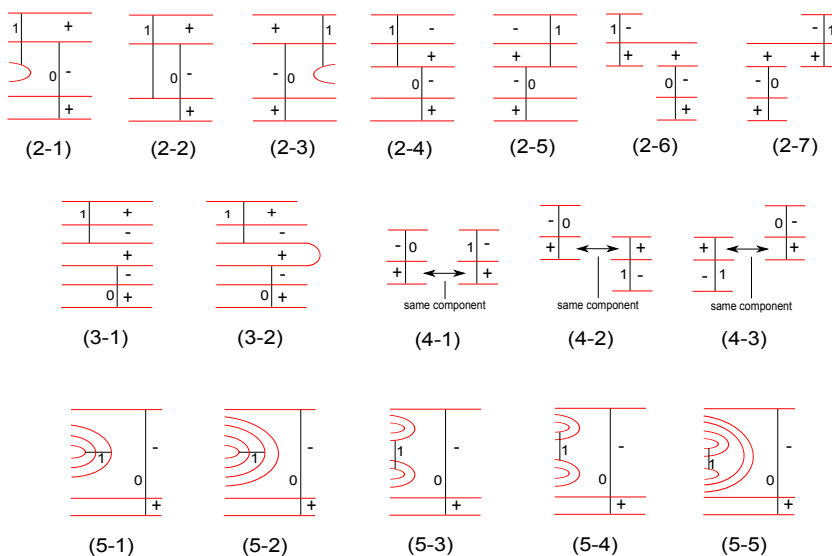 1 + 1 + + 1 1 - - 1 1 - - 1
+ + + + + +
0 - 0 - - 0 0 - - 0 0 - - 0
+ + + + + + +
(2-1) (2-2) (2-3) (2-4) (2-5) (2-6) (2-7)
1 + 1 + - 0 0 -
- - - 0 1 - + + + +
+ +
- - + + 1 - - 1
0 + 0 +
same component same component same component
(3-1) (3-2) (4-1) (4-2) (4-3)
1 - 1 - 1 - 1 - 1 -
0 0 0 0 0
+ + + + +
(5-1) (5-2) (5-3) (5-4) (5-5)